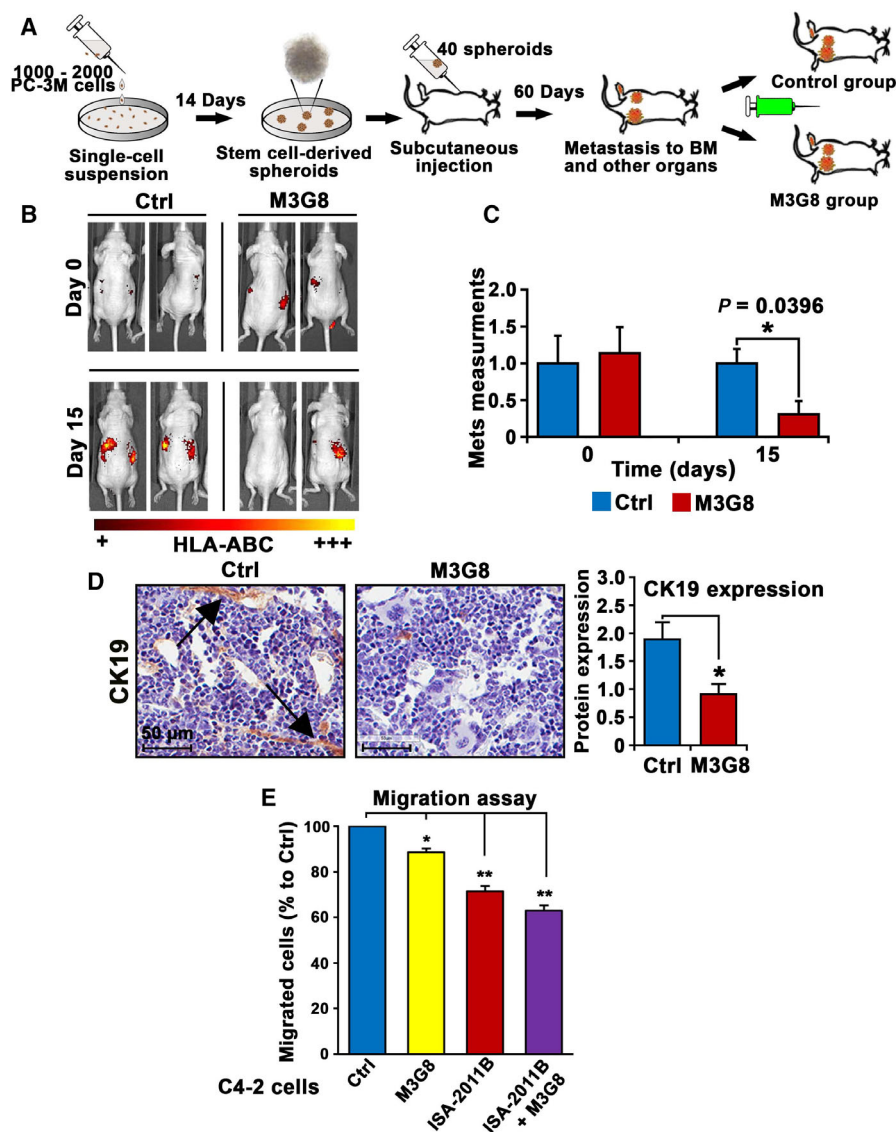 A
1000 - 2000
PC-3M cells
14 Days
40 spheroids
60 Days
Control group
Single-cell
suspension
Stem cell-derived
spheroids
Subcutaneous
injection
Metastasis to BM
and other organs
M3G8 group
B
Ctrl
M3G8
Day 0
Day 15
+
HLA-ABC
+++
C
Mets measurments
2.0
1.5
1.0
0.5
0
P = 0.0396
*
0
15
Time (days)
Ctrl
M3G8
D
Ctrl
M3G8
CK19
50 µm
CK19 expression
Protein expression
3.0
2.5
2.0
1.5
1.0
0.5
0
*
Ctrl
M3G8
E
Migration assay
Migrated cells (% to Ctrl)
100
80
60
40
20
0
*
**
**
C4-2 cells
Ctrl
M3G8
ISA-2011B
ISA-2011B
+ M3G8